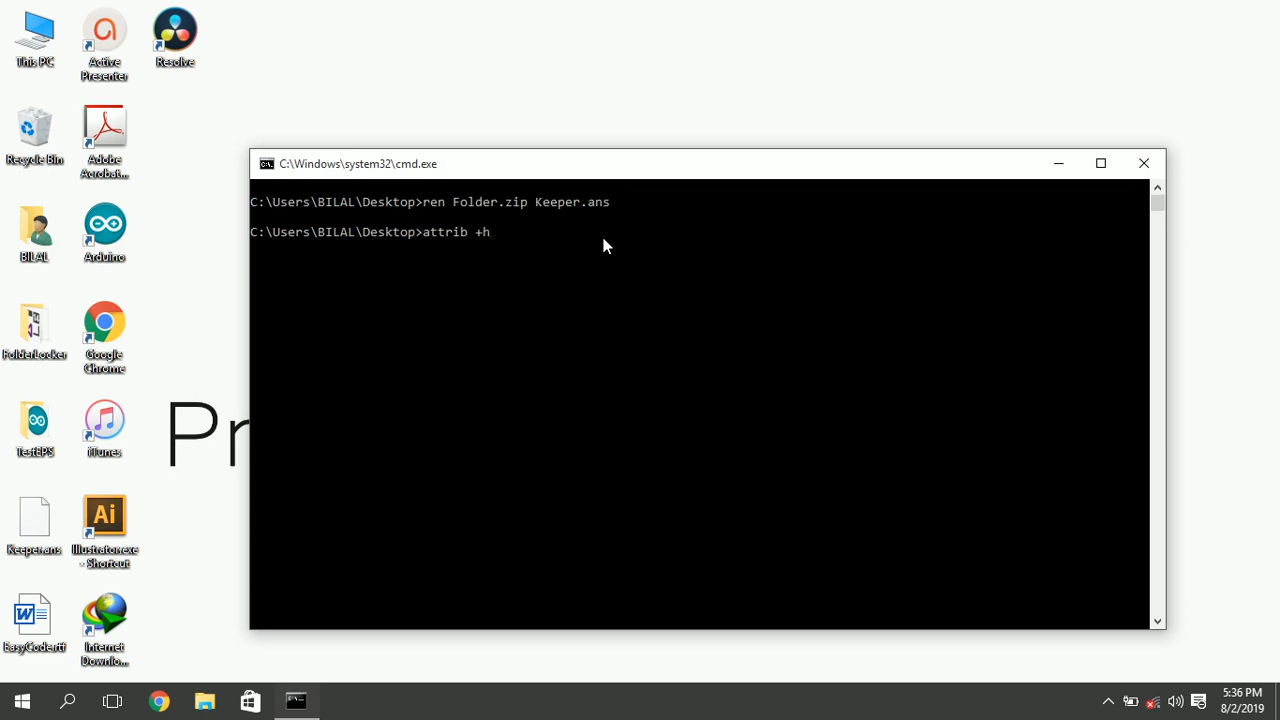 This PC
Active
Presenter
Resolve
Recycle Bin
Adobe
Acrobat...
BILAL
Arduino
FolderLocker
Google
Chrome
TestEPS
iTunes
Keeper.ans
Ai
Illustrator.exe
- Shortcut
EasyCode.rtf
Internet
Downlo...
Pr
C:\Windows\system32\cmd.exe
C:\Users\BILAL\Desktop>ren Folder.zip Keeper.ans
C:\Users\BILAL\Desktop>attrib +h
5:36 PM
8/2/2019